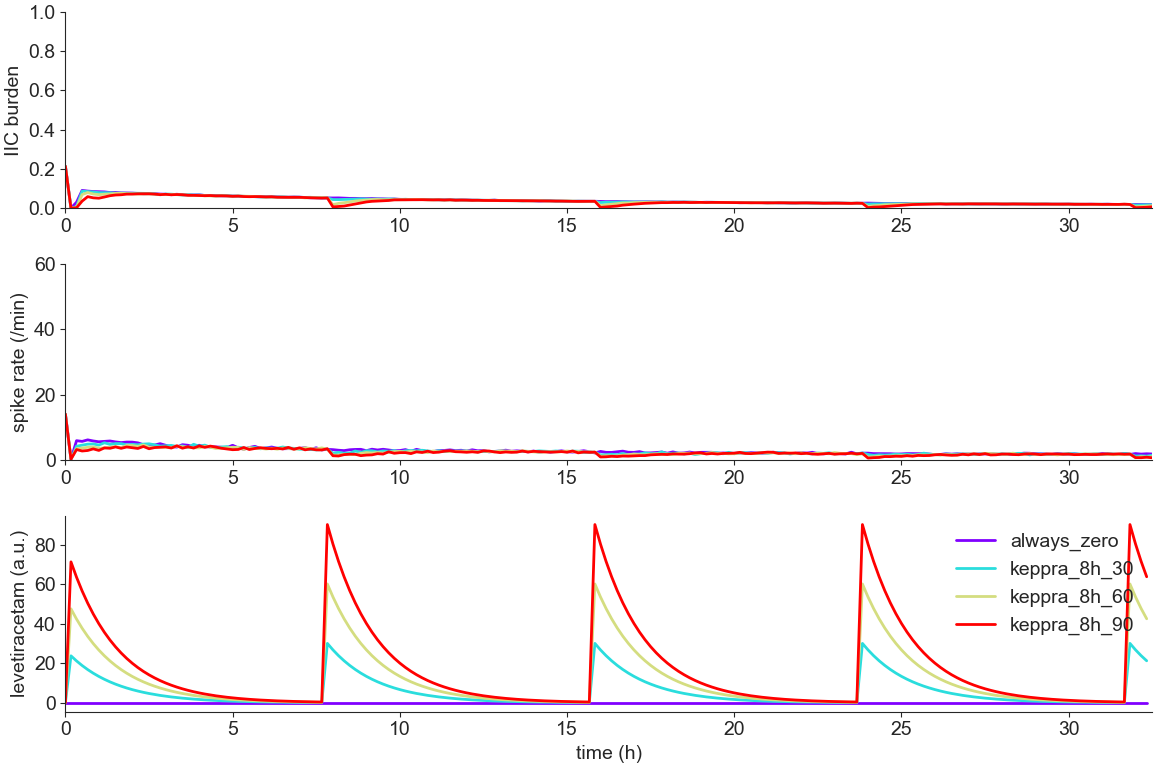 IIC burden
1.0
0.8
0.6
0.4
0.2
0.0
0 5 10 15 20 25 30
spike rate (/min)
60
40
20
0
0 5 10 15 20 25 30
levetiracetam (a.u.)
80
60
40
20
0
always_zero
keppra_8h_30
keppra_8h_60
keppra_8h_90
0 5 10 15 20 25 30
time (h)